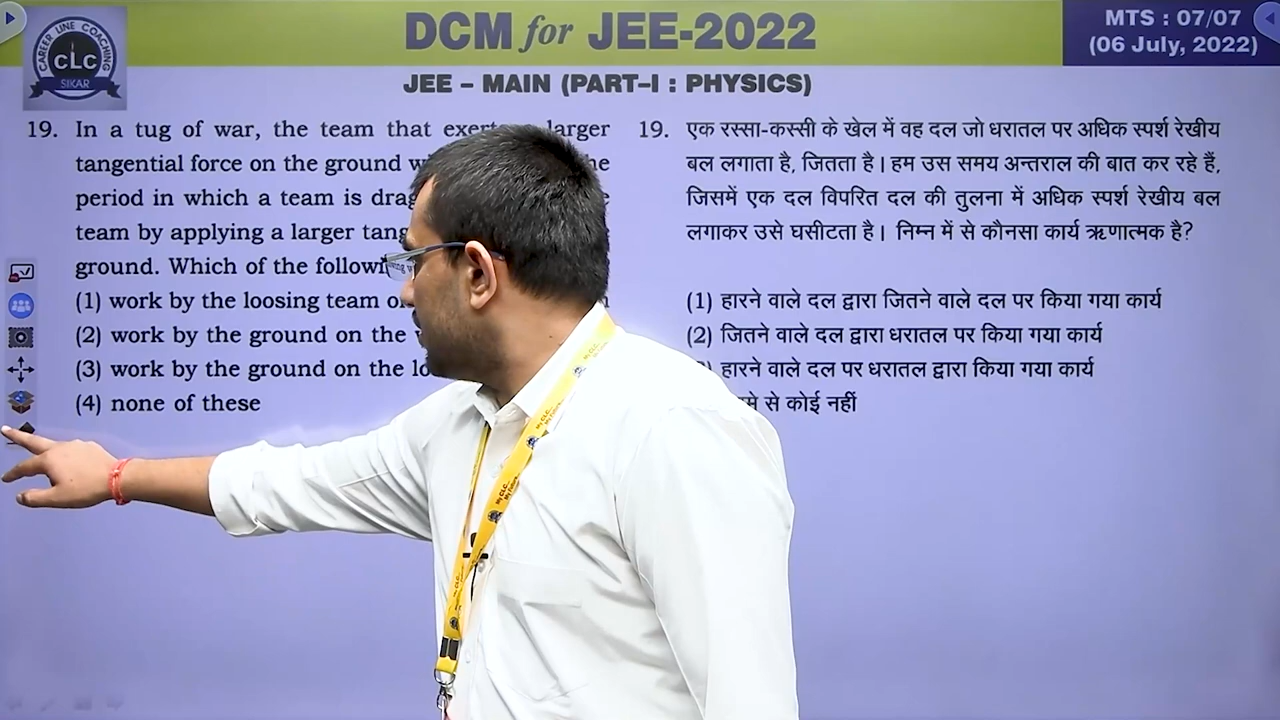 DCM for JEE-2022
MTS : 07/07
(06 July, 2022)
CAREER LINE COACHING
CLC
SIKAR
JEE – MAIN (PART–I : PHYSICS)
19. In a tug of war, the team that larger
tangential force on the ground
period in which a team is
team by applying a larger
ground. Which of the
(1) work by the loosing team
(2) work by the ground on the
(3) work by the ground on the
(4) none of these
19. एक रस्सा-कस्सी के खेल में वह दल जो धरातल पर अधिक स्पर्श रेखीय
बल लगाता है, जितता है। हम उस समय अन्तराल की बात कर रहे हैं,
जिसमें एक दल विपरित दल की तुलना में अधिक स्पर्श रेखीय बल
लगाकर उसे घसीटता है। निम्न में से कौनसा कार्य ऋणात्मक है?
(1) हारने वाले दल द्वारा जितने वाले दल पर किया गया कार्य
(2) जितने वाले दल द्वारा धरातल पर किया गया कार्य
हारने वाले दल पर धरातल द्वारा किया गया कार्य
से कोई नहीं